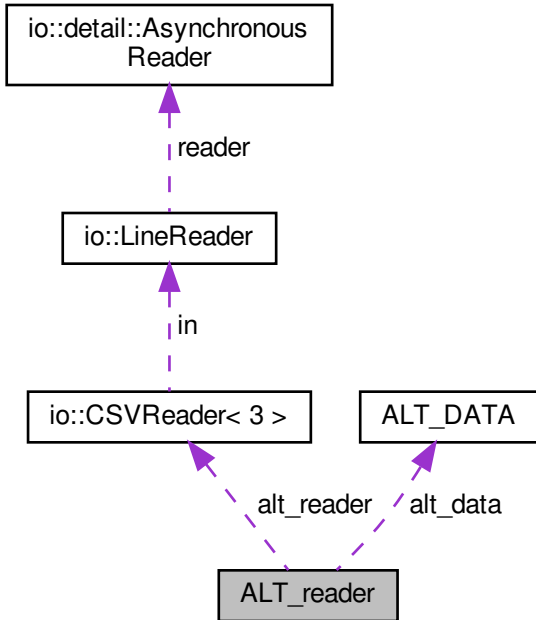 io::detail::Asynchronous
Reader
reader
io::LineReader
in
io::CSVReader< 3 >
ALT_DATA
alt_reader
alt_data
ALT_reader